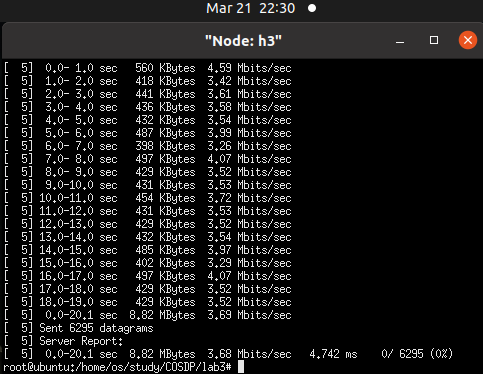 Mar 21 22:30
"Node: h3"
[  5]  0.0- 1.0 sec   560 KBytes  4.59 Mbits/sec
[  5]  1.0- 2.0 sec   418 KBytes  3.42 Mbits/sec
[  5]  2.0- 3.0 sec   441 KBytes  3.61 Mbits/sec
[  5]  3.0- 4.0 sec   436 KBytes  3.58 Mbits/sec
[  5]  4.0- 5.0 sec   432 KBytes  3.54 Mbits/sec
[  5]  5.0- 6.0 sec   487 KBytes  3.99 Mbits/sec
[  5]  6.0- 7.0 sec   398 KBytes  3.26 Mbits/sec
[  5]  7.0- 8.0 sec   497 KBytes  4.07 Mbits/sec
[  5]  8.0- 9.0 sec   429 KBytes  3.52 Mbits/sec
[  5]  9.0-10.0 sec   431 KBytes  3.53 Mbits/sec
[  5] 10.0-11.0 sec   454 KBytes  3.72 Mbits/sec
[  5] 11.0-12.0 sec   431 KBytes  3.53 Mbits/sec
[  5] 12.0-13.0 sec   429 KBytes  3.52 Mbits/sec
[  5] 13.0-14.0 sec   432 KBytes  3.54 Mbits/sec
[  5] 14.0-15.0 sec   485 KBytes  3.97 Mbits/sec
[  5] 15.0-16.0 sec   402 KBytes  3.29 Mbits/sec
[  5] 16.0-17.0 sec   497 KBytes  4.07 Mbits/sec
[  5] 17.0-18.0 sec   429 KBytes  3.52 Mbits/sec
[  5] 18.0-19.0 sec   429 KBytes  3.52 Mbits/sec
[  5]  0.0-20.1 sec  8.82 MBytes  3.69 Mbits/sec
[  5] Sent 6295 datagrams
[  5] Server Report:
[  5]  0.0-20.1 sec  8.82 MBytes  3.68 Mbits/sec   4.742 ms    0/ 6295 (0%)
root@ubuntu:/home/os/study/COSDP/lab3#